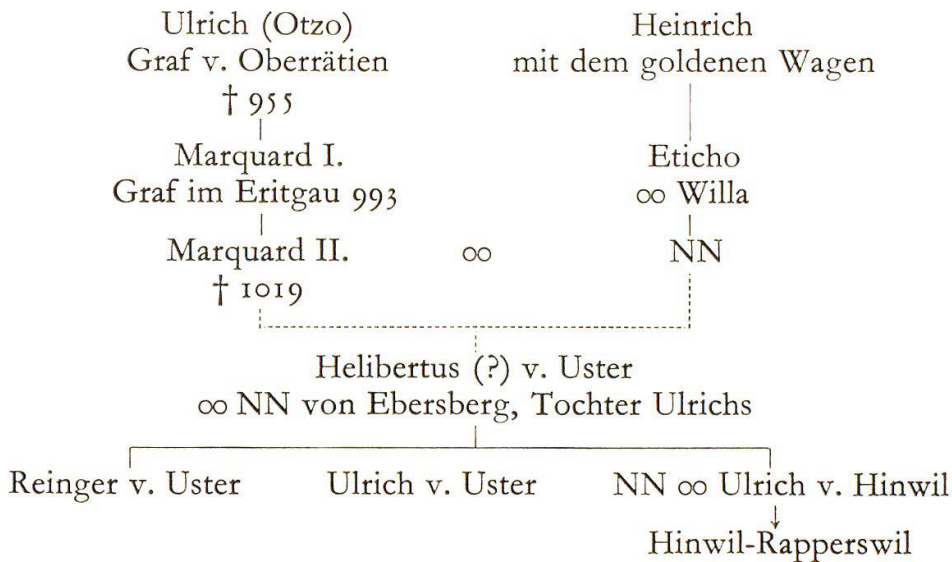 Ulrich (Otzo)
Graf v. Oberrätien
† 955
Heinrich
mit dem goldenen Wagen
Marquard I.
Graf im Eritgau 993
Eticho
∞ Willa
Marquard II. ∞ NN
† 1019
Helibertus (?) v. Uster
∞ NN von Ebersberg, Tochter Ulrichs
Reinger v. Uster Ulrich v. Uster NN ∞ Ulrich v. Hinwil
Hinwil-Rapperswil